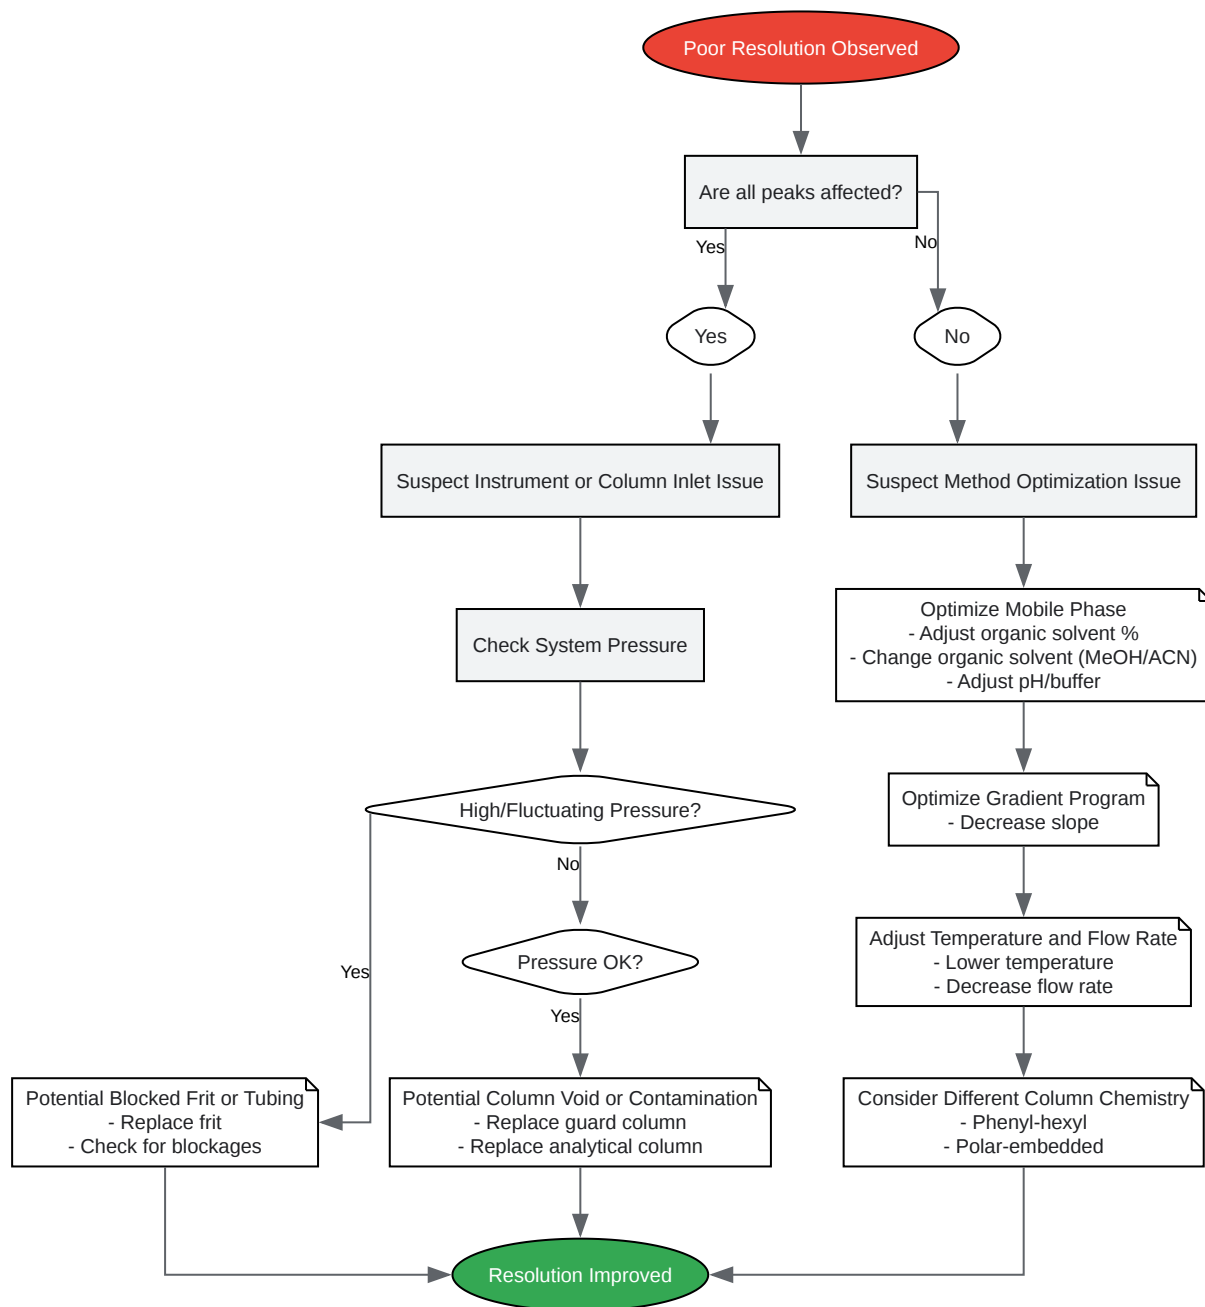 Poor Resolution Observed
Are all peaks affected?
Yes
No
Yes
No
Suspect Instrument or Column Inlet Issue
Suspect Method Optimization Issue
Check System Pressure
Optimize Mobile Phase
- Adjust organic solvent %
- Change organic solvent (MeOH/ACN)
- Adjust pH/buffer
High/Fluctuating Pressure?
Optimize Gradient Program
- Decrease slope
No
Yes
Pressure OK?
Adjust Temperature and Flow Rate
- Lower temperature
- Decrease flow rate
Yes
Potential Blocked Frit or Tubing
- Replace frit
- Check for blockages
Potential Column Void or Contamination
- Replace guard column
- Replace analytical column
Consider Different Column Chemistry
- Phenyl-hexyl
- Polar-embedded
Resolution Improved